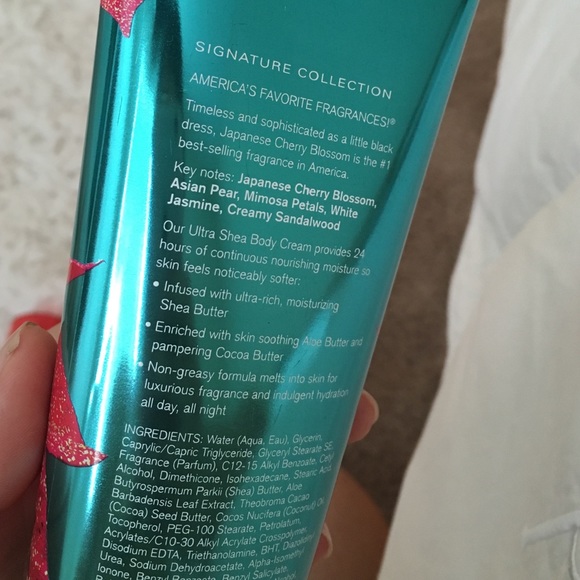 SIGNATURE COLLECTION
AMERICA'S FAVORITE FRAGRANCES!®
Timeless and sophisticated as a little black
dress, Japanese Cherry Blossom is the #1
best-selling fragrance in America.
Key notes: Japanese Cherry Blossom,
Asian Pear, Mimosa Petals, White
Jasmine, Creamy Sandalwood
Our Ultra Shea Body Cream provides 24
hours of continuous nourishing moisture so
skin feels noticeably softer:
• Infused with ultra-rich, moisturizing
Shea Butter
• Enriched with skin soothing Aloe Butter and
pampering Cocoa Butter
• Non-greasy formula melts into skin for
luxurious fragrance and indulgent hydration
all day, all night
INGREDIENTS: Water (Aqua, Eau), Glycerin,
Caprylic/Capric Triglyceride, Glyceryl Stearate SE,
Fragrance (Parfum), C12-15 Alkyl Benzoate,
Alcohol, Dimethicone, Isohexadecane, Stearic Acid,
Butyrospermum Parkii (Shea) Butter, Aloe
Barbadensis Leaf Extract, Theobroma Cacao
(Cocoa) Seed Butter, Cocos Nucifera (Coconut) Oil,
Tocopherol, PEG-100 Stearate, Petrolatum,
Acrylates/C10-30 Alkyl Acrylate
Disodium EDTA, Triethanolamine, BHT,
Urea, Sodium Dehydroacetate,
Ionone, Benzyl Benzoate, Benzyl Salicylate,